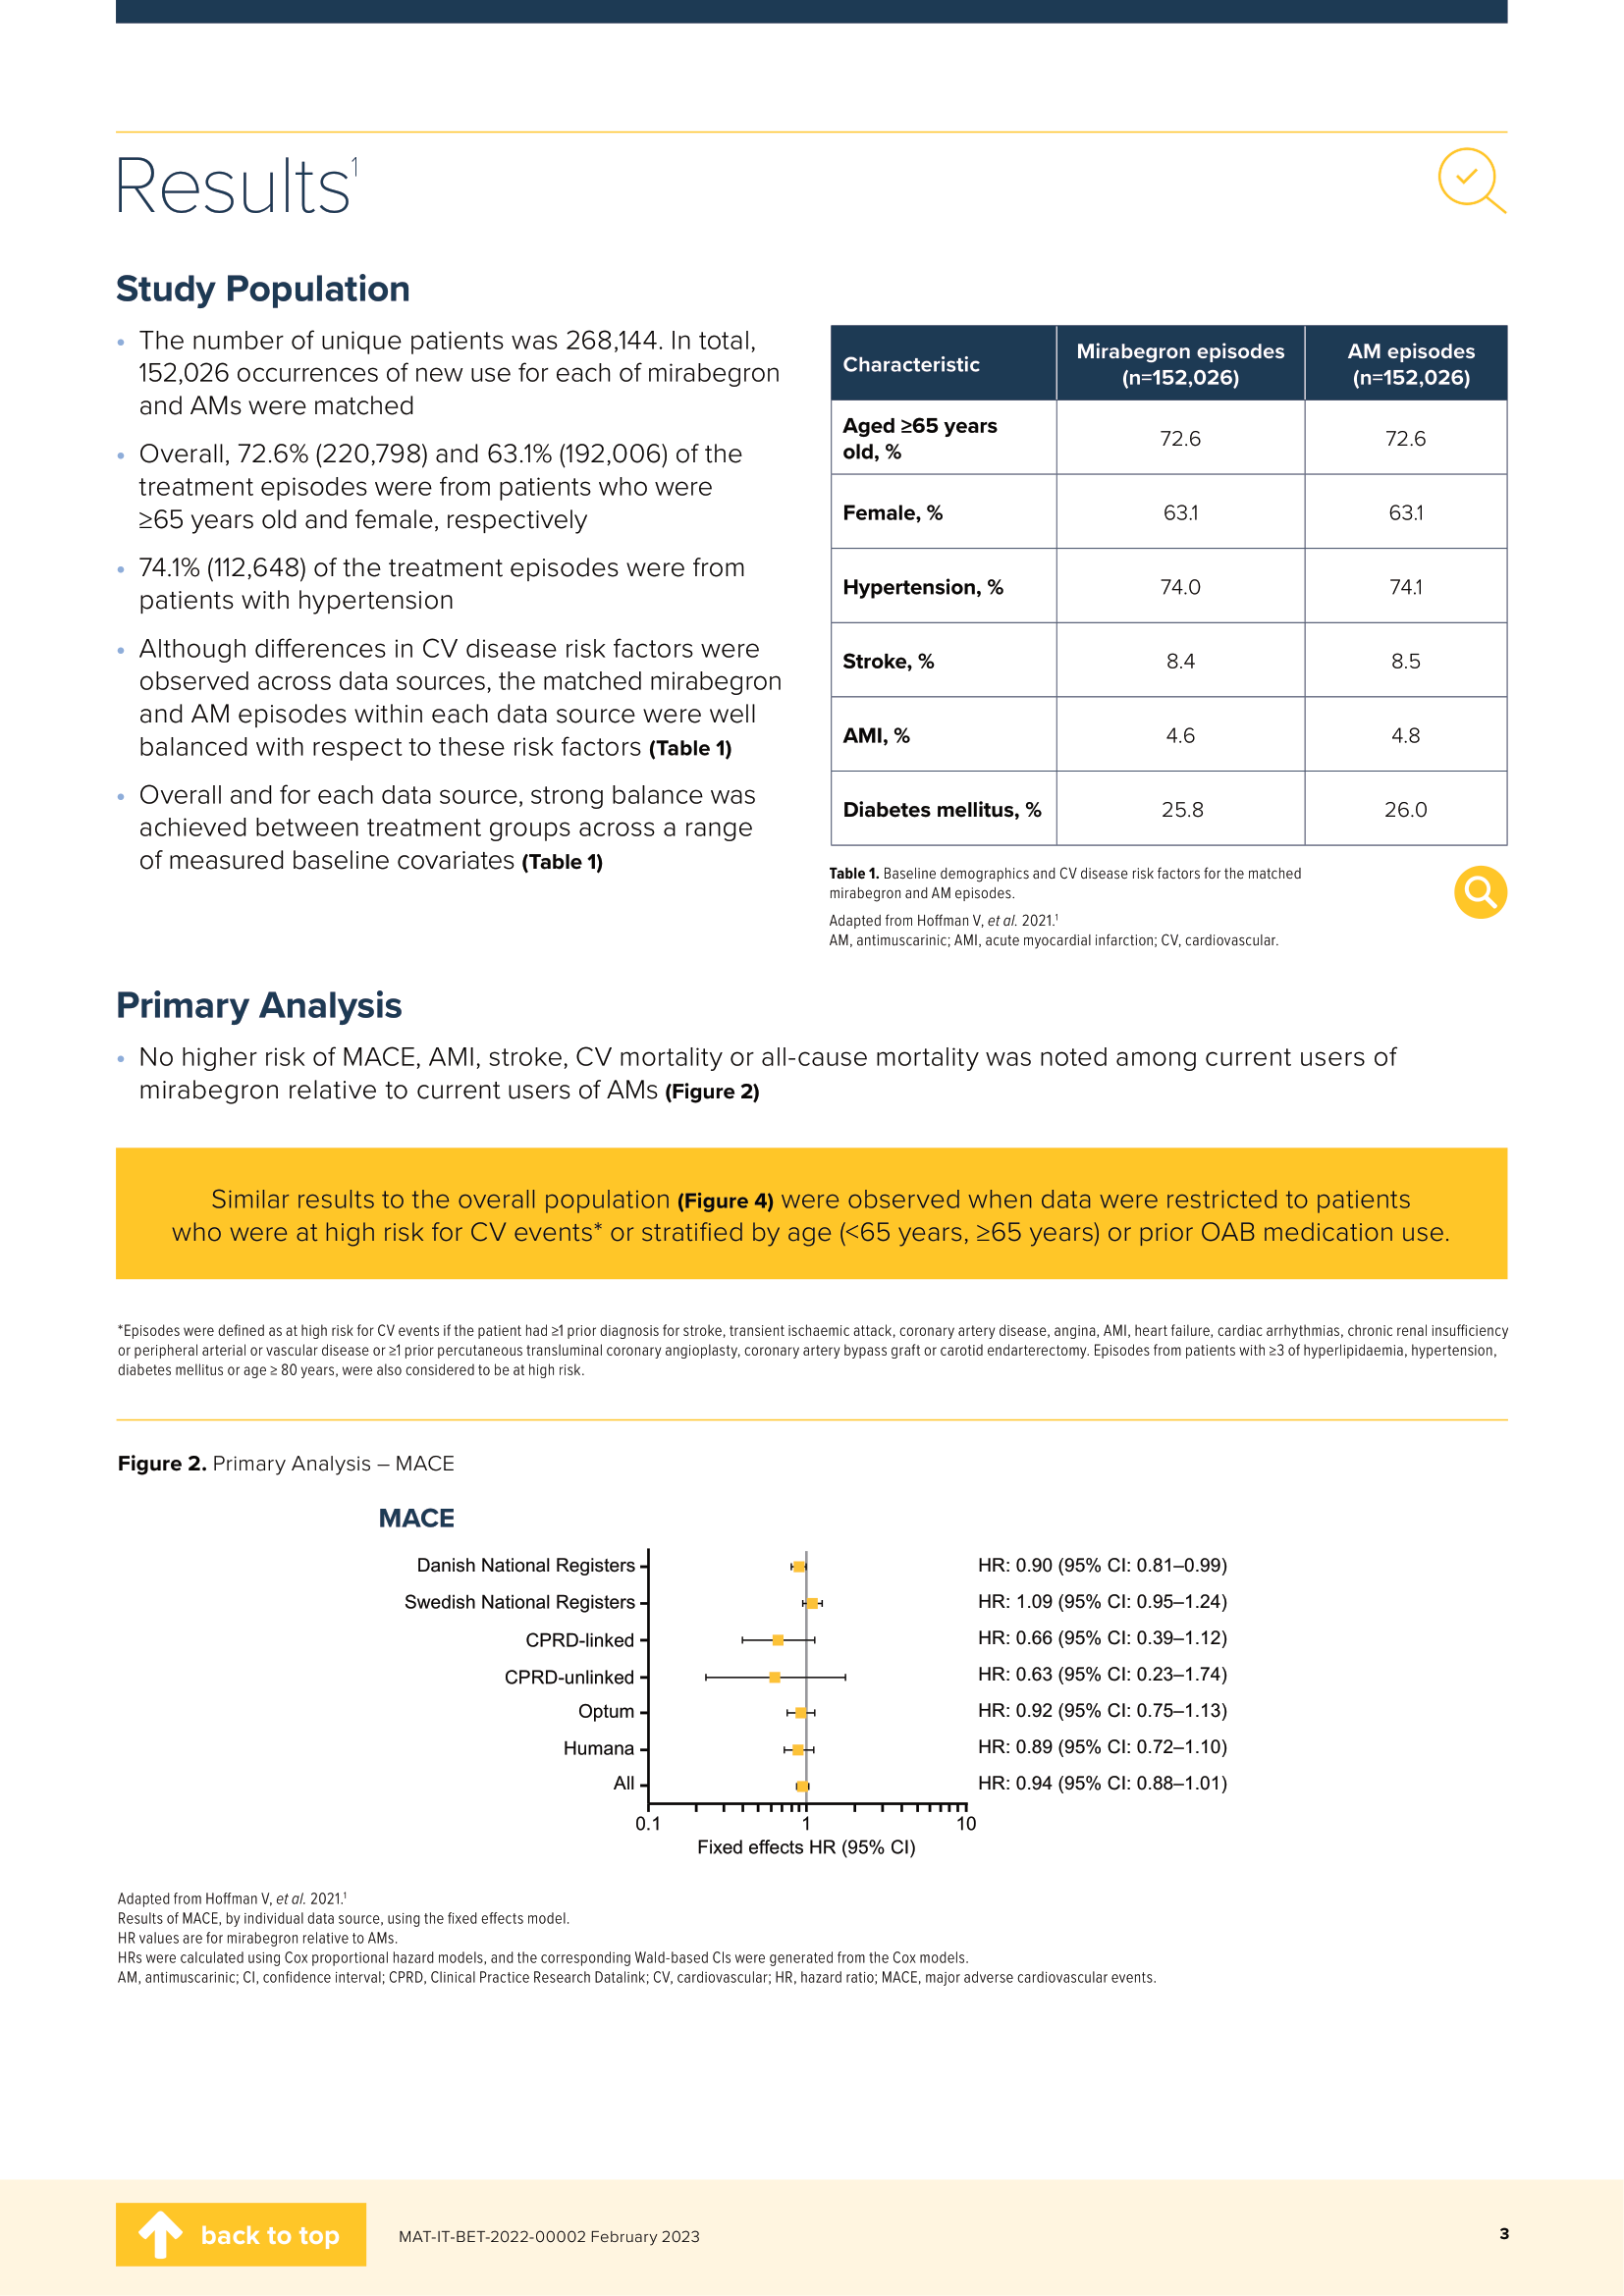 Results¹
Study Population
• The number of unique patients was 268,144. In total,
152,026 occurrences of new use for each of mirabegron
and AMs were matched
• Overall, 72.6% (220,798) and 63.1% (192,006) of the
treatment episodes were from patients who were
≥65 years old and female, respectively
• 74.1% (112,648) of the treatment episodes were from
patients with hypertension
• Although differences in CV disease risk factors were
observed across data sources, the matched mirabegron
and AM episodes within each data source were well
balanced with respect to these risk factors (Table 1)
• Overall and for each data source, strong balance was
achieved between treatment groups across a range
of measured baseline covariates (Table 1)
Characteristic Mirabegron episodes (n=152,026) AM episodes (n=152,026)
Aged ≥65 years old, % 72.6 72.6
Female, % 63.1 63.1
Hypertension, % 74.0 74.1
Stroke, % 8.4 8.5
AMI, % 4.6 4.8
Diabetes mellitus, % 25.8 26.0
Table 1. Baseline demographics and CV disease risk factors for the matched
mirabegron and AM episodes.
Adapted from Hoffman V, et al. 2021.¹
AM, antimuscarinic; AMI, acute myocardial infarction; CV, cardiovascular.
Primary Analysis
• No higher risk of MACE, AMI, stroke, CV mortality or all-cause mortality was noted among current users of
mirabegron relative to current users of AMs (Figure 2)
Similar results to the overall population (Figure 4) were observed when data were restricted to patients
who were at high risk for CV events* or stratified by age (<65 years, ≥65 years) or prior OAB medication use.
*Episodes were defined as at high risk for CV events if the patient had ≥1 prior diagnosis for stroke, transient ischaemic attack, coronary artery disease, angina, AMI, heart failure, cardiac arrhythmias, chronic renal insufficiency
or peripheral arterial or vascular disease or ≥1 prior percutaneous transluminal coronary angioplasty, coronary artery bypass graft or carotid endarterectomy. Episodes from patients with ≥3 of hyperlipidaemia, hypertension,
diabetes mellitus or age ≥ 80 years, were also considered to be at high risk.
Figure 2. Primary Analysis – MACE
MACE
Danish National Registers HR: 0.90 (95% CI: 0.81–0.99)
Swedish National Registers HR: 1.09 (95% CI: 0.95–1.24)
CPRD-linked HR: 0.66 (95% CI: 0.39–1.12)
CPRD-unlinked HR: 0.63 (95% CI: 0.23–1.74)
Optum HR: 0.92 (95% CI: 0.75–1.13)
Humana HR: 0.89 (95% CI: 0.72–1.10)
All HR: 0.94 (95% CI: 0.88–1.01)
0.1 1 10
Fixed effects HR (95% CI)
Adapted from Hoffman V, et al. 2021.¹
Results of MACE, by individual data source, using the fixed effects model.
HR values are for mirabegron relative to AMs.
HRs were calculated using Cox proportional hazard models, and the corresponding Wald-based CIs were generated from the Cox models.
AM, antimuscarinic; CI, confidence interval; CPRD, Clinical Practice Research Datalink; CV, cardiovascular; HR, hazard ratio; MACE, major adverse cardiovascular events.
back to top
MAT-IT-BET-2022-00002 February 2023
3